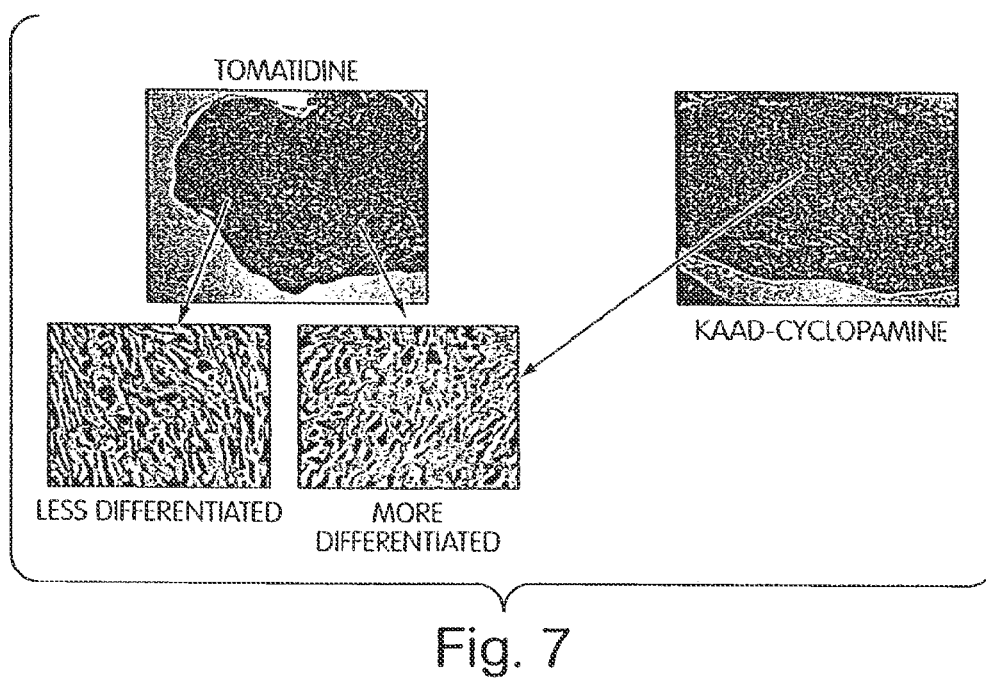 TOMATIDINE
KAAD-CYCLOPAMINE
LESS DIFFERENTIATED
MORE
DIFFERENTIATED
Fig. 7